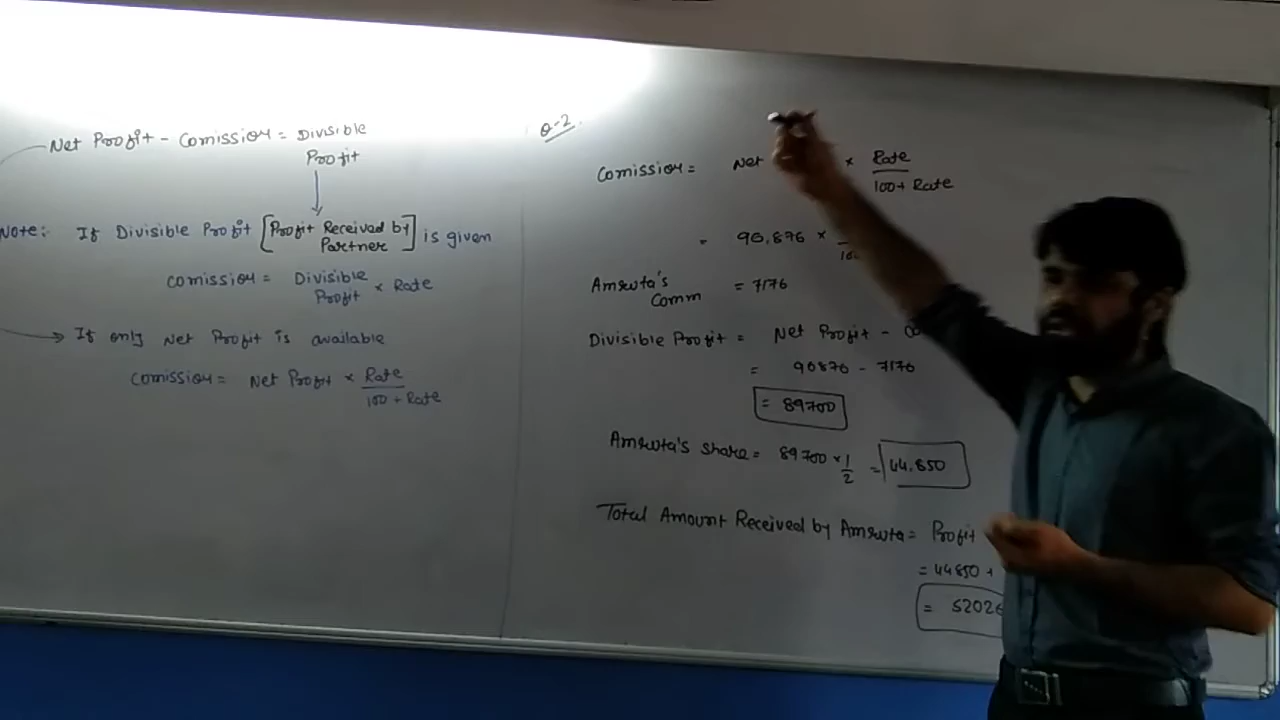 Net Profit - Comission = Divisible
Profit
Note: If Divisible Profit [Profit Received by
Partner] is given
Comission = Divisible
Profit × Rate
→ If only Net Profit is available
Comission = Net Profit × Rate
100 + Rate
Q-2
Comission = Net × Rate
100 + Rate
= 96,876 ×
Amruta's
Comm = 7176
Divisible Profit = Net Profit -
= 96876 - 7176
= 89700
Amruta's share = 89700 × 1/2 = 44,850
Total Amount Received by Amruta = Profit
= 44850 +
= 52026